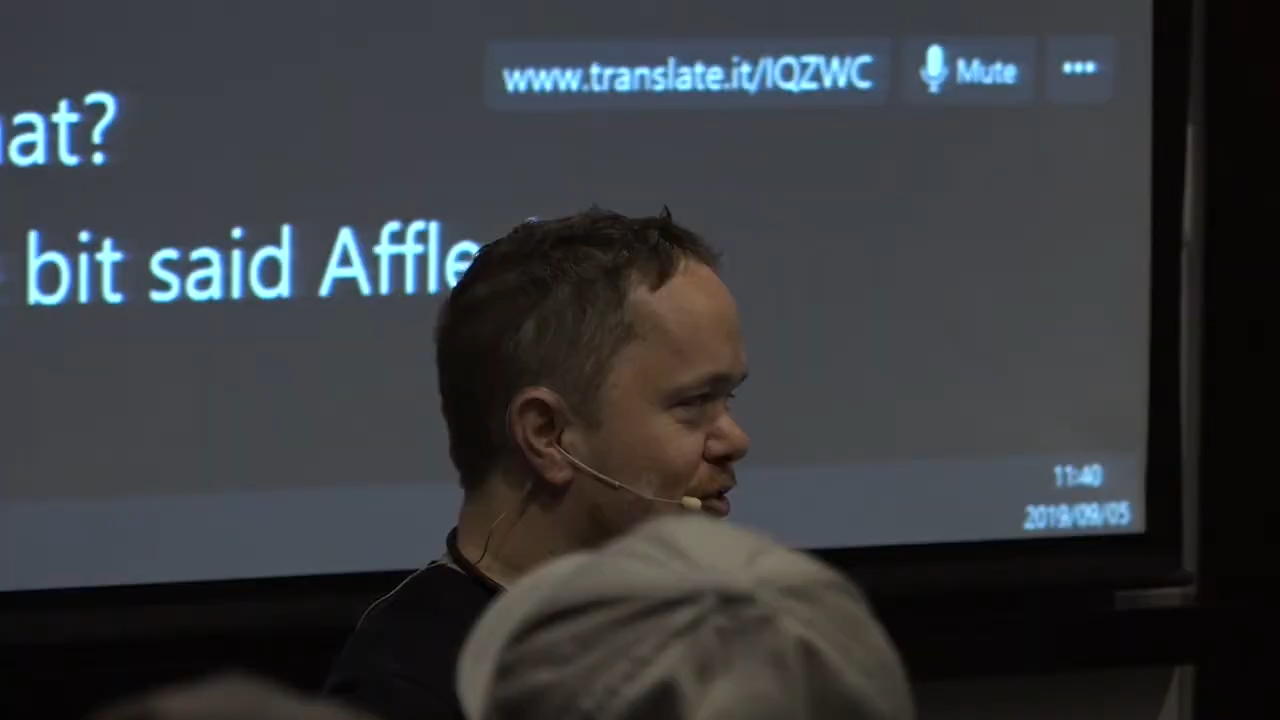 www.translate.it/IQZWC Mute •••
at?
bit said Affle
11:40
2019/09/05